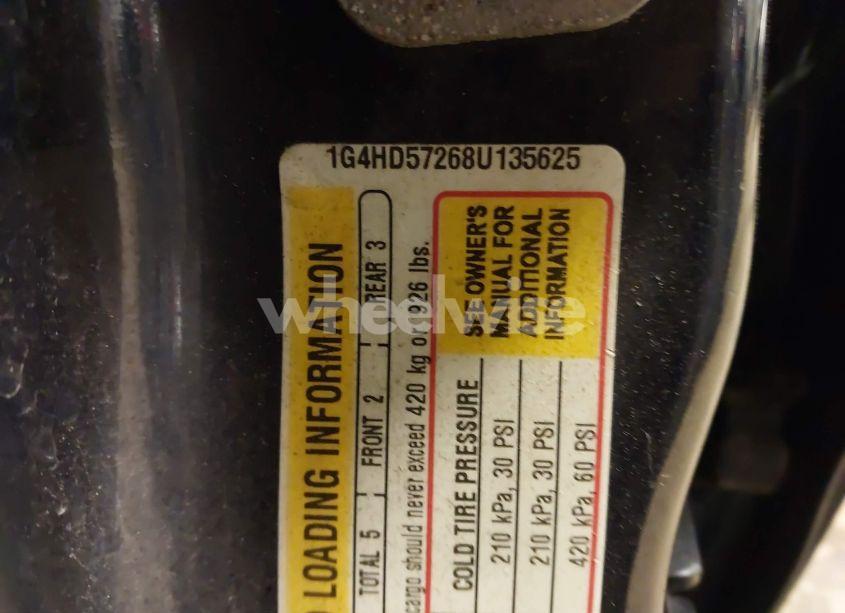 1G4HD57268U135625
LOADING INFORMATION
TOTAL 5 FRONT 2 REAR 3
cargo should never exceed 420 kg or 926 lbs.
COLD TIRE PRESSURE
210 kPa, 30 PSI
210 kPa, 30 PSI
420 kPa, 60 PSI
SEE OWNER'S
MANUAL FOR
ADDITIONAL
INFORMATION
wheelwire